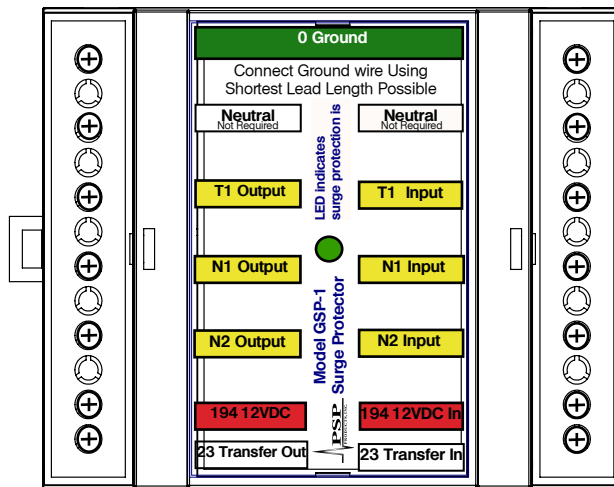 0 Ground
Connect Ground wire Using
Shortest Lead Length Possible
Neutral
Not Required
Neutral
Not Required
LED indicates
surge protection is
T1 Output
T1 Input
N1 Output
N1 Input
Model GSP-1
Surge Protector
N2 Output
N2 Input
194 12VDC
194 12VDC In
PSP
PRODUCTS INC
23 Transfer Out
23 Transfer In